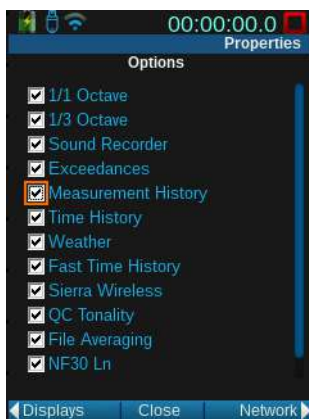 00:00:00.0
Properties
Options
1/1 Octave
1/3 Octave
Sound Recorder
Exceedances
Measurement History
Time History
Weather
Fast Time History
Sierra Wireless
QC Tonality
File Averaging
NF30 Ln
Displays Close Network